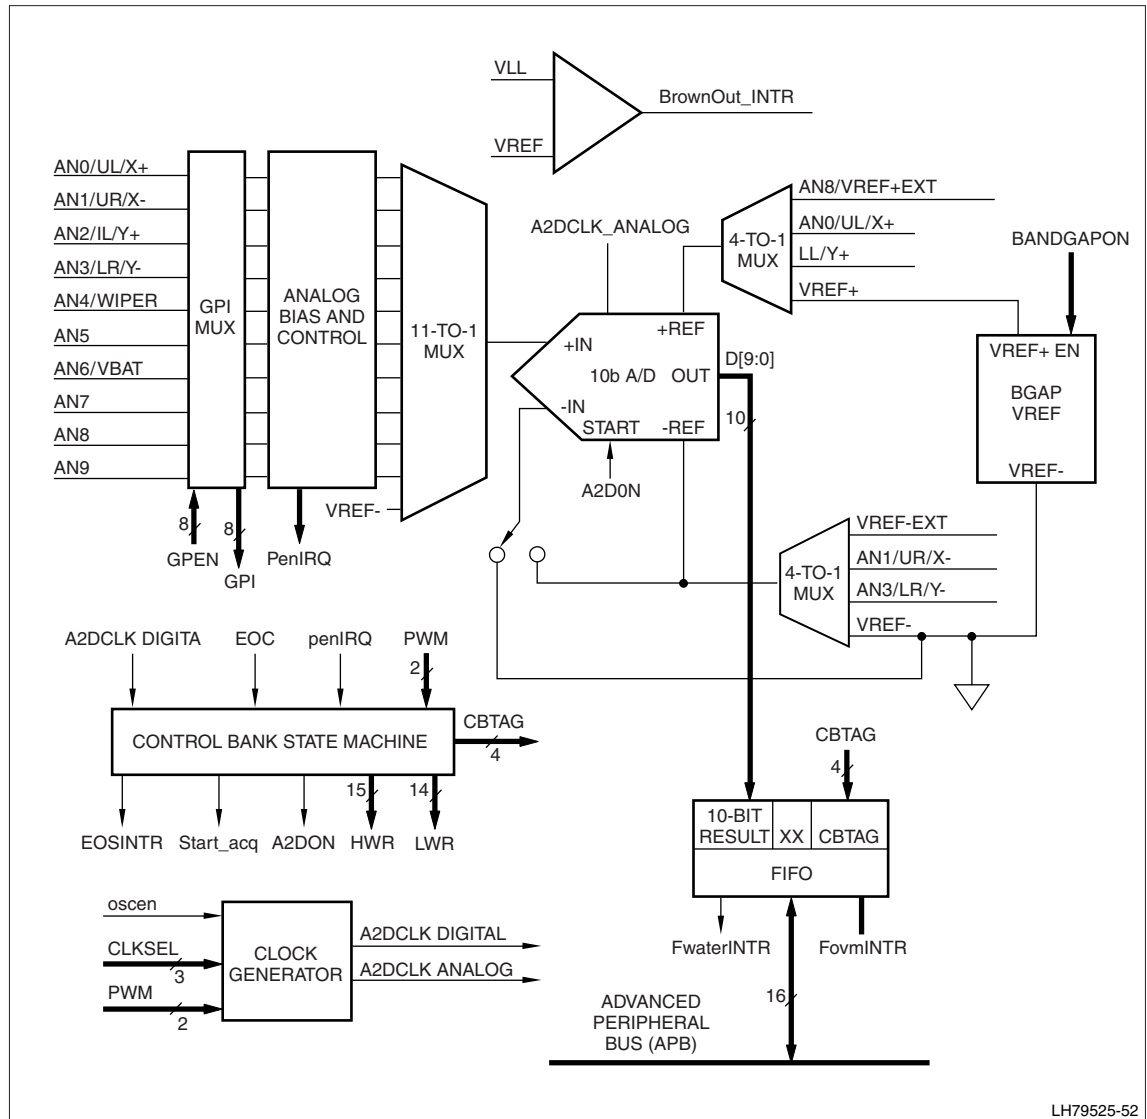 VLL
BrownOut_INTR
VREF
AN0/UL/X+
AN1/UR/X-
AN2/IL/Y+
AN3/LR/Y-
AN4/WIPER
AN5
AN6/VBAT
AN7
AN8
AN9
GPI
MUX
ANALOG
BIAS AND
CONTROL
11-TO-1
MUX
VREF-
8
GPEN
8
GPI
PenIRQ
A2DCLK_ANALOG
+IN
+REF
10b A/D
OUT
-IN
START
-REF
A2D0N
D[9:0]
10
4-TO-1
MUX
AN8/VREF+EXT
AN0/UL/X+
LL/Y+
VREF+
BANDGAPON
VREF+ EN
BGAP
VREF
VREF-
4-TO-1
MUX
VREF-EXT
AN1/UR/X-
AN3/LR/Y-
VREF-
A2DCLK DIGITA
EOC
penIRQ
PWM
2
CONTROL BANK STATE MACHINE
CBTAG
4
15
14
EOSINTR
Start_acq
A2DON
HWR
LWR
CBTAG
4
10-BIT
RESULT
XX
CBTAG
FIFO
FwaterINTR
FovrnINTR
16
ADVANCED
PERIPHERAL
BUS (APB)
oscen
CLKSEL
3
PWM
2
CLOCK
GENERATOR
A2DCLK DIGITAL
A2DCLK ANALOG
LH79525-52